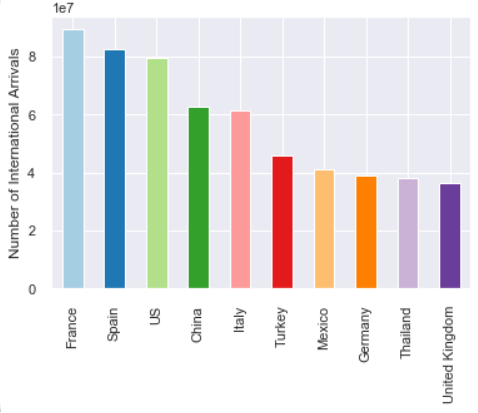 1e7
Number of International Arrivals
8
6
4
2
0
France
Spain
US
China
Italy
Turkey
Mexico
Germany
Thailand
United Kingdom